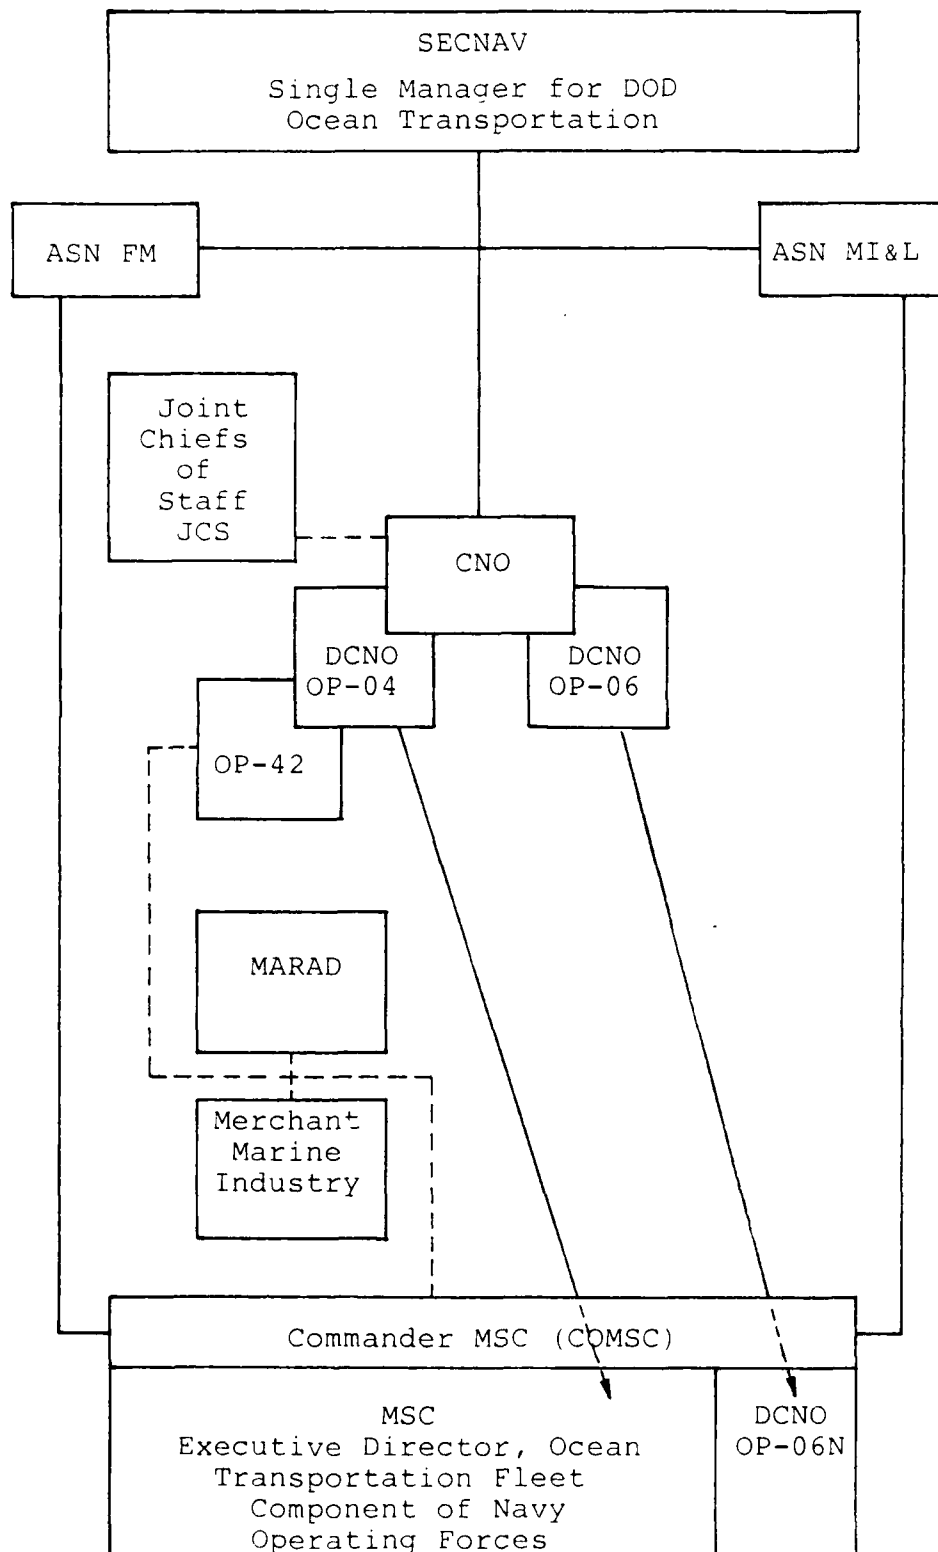 SECNAV
Single Manager for DOD
Ocean Transportation
ASN FM
ASN MI&L
Joint
Chiefs
of
Staff
JCS
CNO
DCNO
OP-04
DCNO
OP-06
OP-42
MARAD
Merchant
Marine
Industry
Commander MSC (COMSC)
MSC
Executive Director, Ocean
Transportation Fleet
Component of Navy
Operating Forces
DCNO
OP-06N